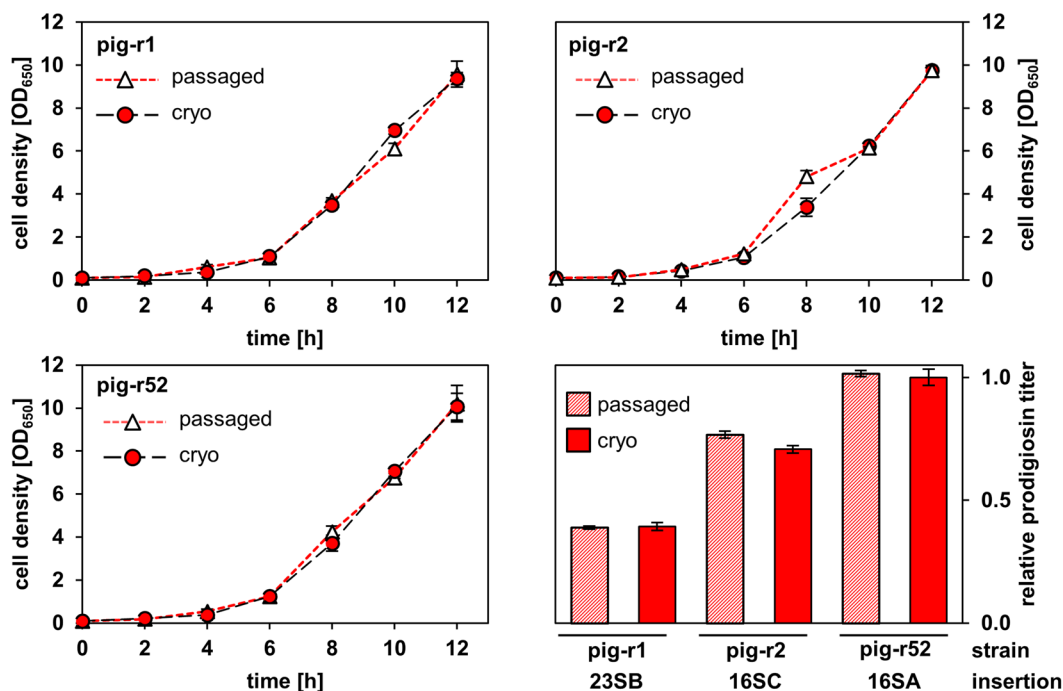 pig-r1
passaged
cryo
cell density [OD650]
12
10
8
6
4
2
0
0 2 4 6 8 10 12
time [h]
pig-r2
passaged
cryo
12
10
8
6
4
2
0
cell density [OD650]
0 2 4 6 8 10 12
time [h]
pig-r52
passaged
cryo
cell density [OD650]
12
10
8
6
4
2
0
0 2 4 6 8 10 12
time [h]
passaged
cryo
1.0
0.5
0.0
relative prodigiosin titer
pig-r1 pig-r2 pig-r52 strain
23SB 16SC 16SA insertion